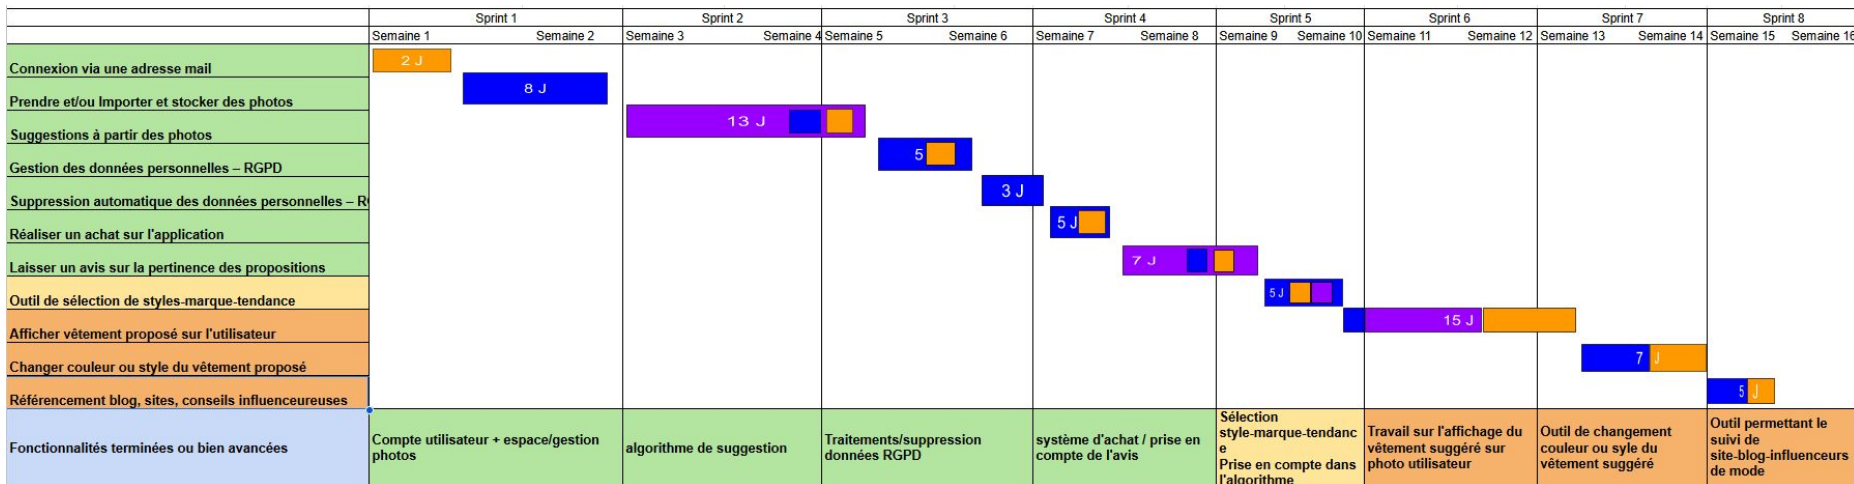 Sprint 1 Sprint 2 Sprint 3 Sprint 4 Sprint 5 Sprint 6 Sprint 7 Sprint 8
Semaine 1 Semaine 2 Semaine 3 Semaine 4 Semaine 5 Semaine 6 Semaine 7 Semaine 8 Semaine 9 Semaine 10 Semaine 11 Semaine 12 Semaine 13 Semaine 14 Semaine 15 Semaine 16
Connexion via une adresse mail 2 J
Prendre et/ou Importer et stocker des photos 8 J
Suggestions à partir des photos 13 J
Gestion des données personnelles – RGPD 5
Suppression automatique des données personnelles – R 3 J
Réaliser un achat sur l'application 5 J
Laisser un avis sur la pertinence des propositions 7 J
Outil de sélection de styles-marque-tendance 5 J
Afficher vêtement proposé sur l'utilisateur 15 J
Changer couleur ou style du vêtement proposé 7 J
Référencement blog, sites, conseils influenceureuses 5 J
Fonctionnalités terminées ou bien avancées
Compte utilisateur + espace/gestion
photos
algorithme de suggestion
Traitements/suppression
données RGPD
système d'achat / prise en
compte de l'avis
Sélection
style-marque-tendanc
e
Prise en compte dans
l'algorithme
Travail sur l'affichage du
vêtement suggéré sur
photo utilisateur
Outil de changement
couleur ou syle du
vêtement suggéré
Outil permettant le
suivi de
site-blog-influenceurs
de mode